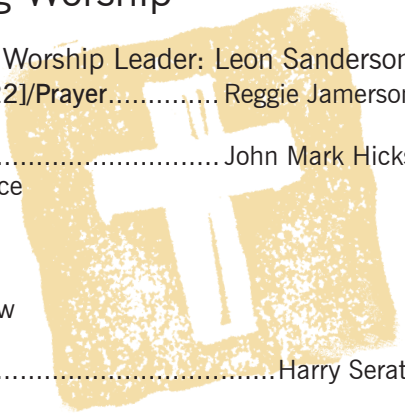 Worship
Worship Leader: Leon Sanderson
2]/Prayer.............. Reggie Jamerson
............................ John Mark Hicks
ce
w
....................................Harry Serat